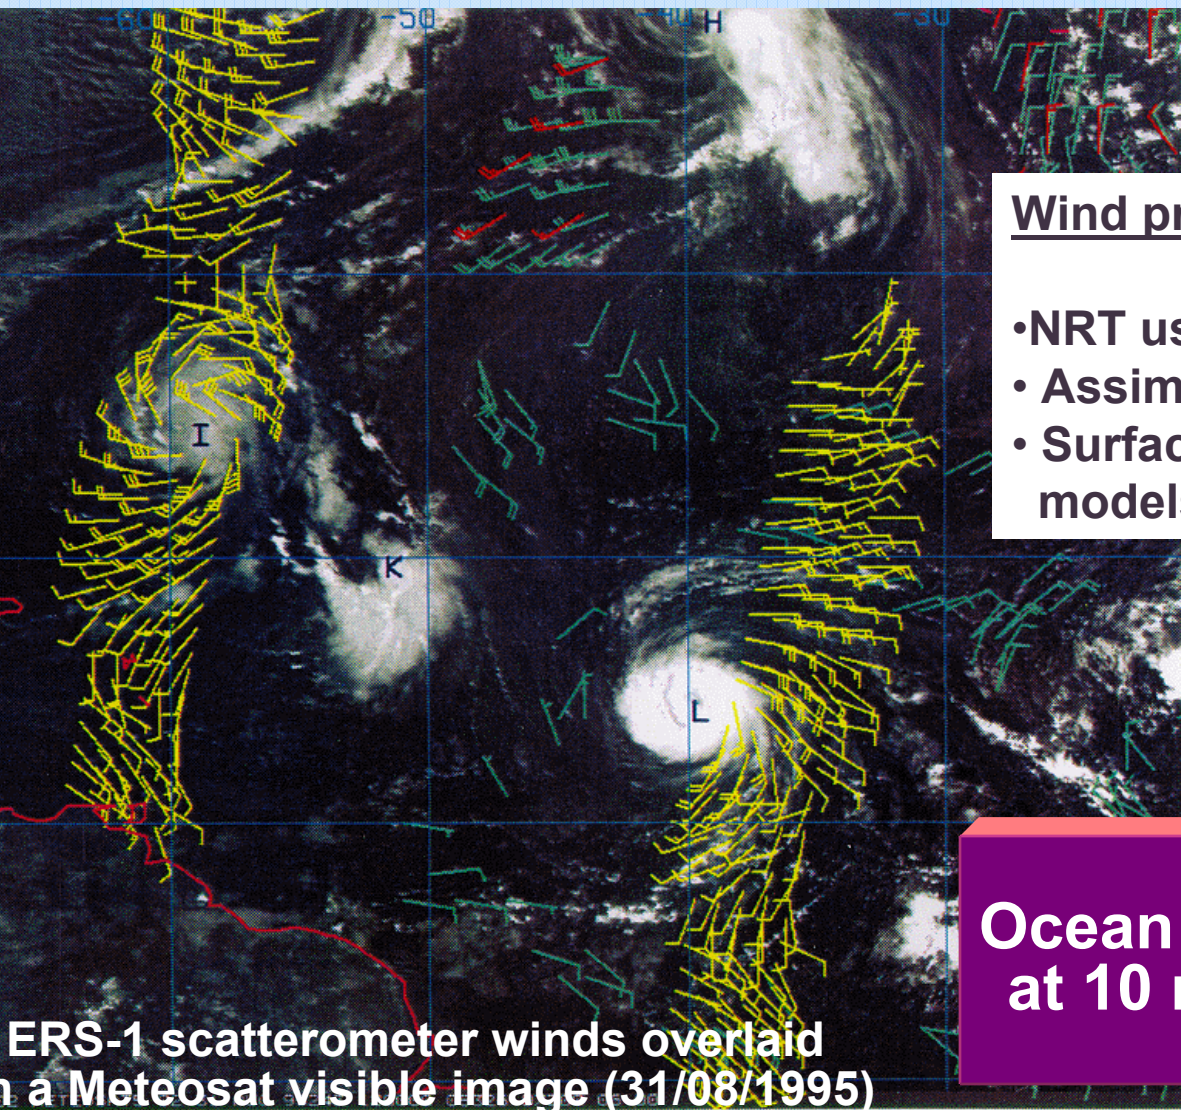 -60
-50
-40
-30
H
Wind pr
•NRT us
• Assim
• Surfac
models
I
K
L
Ocean
at 10 m
ERS-1 scatterometer winds overlaid
n a Meteosat visible image (31/08/1995)